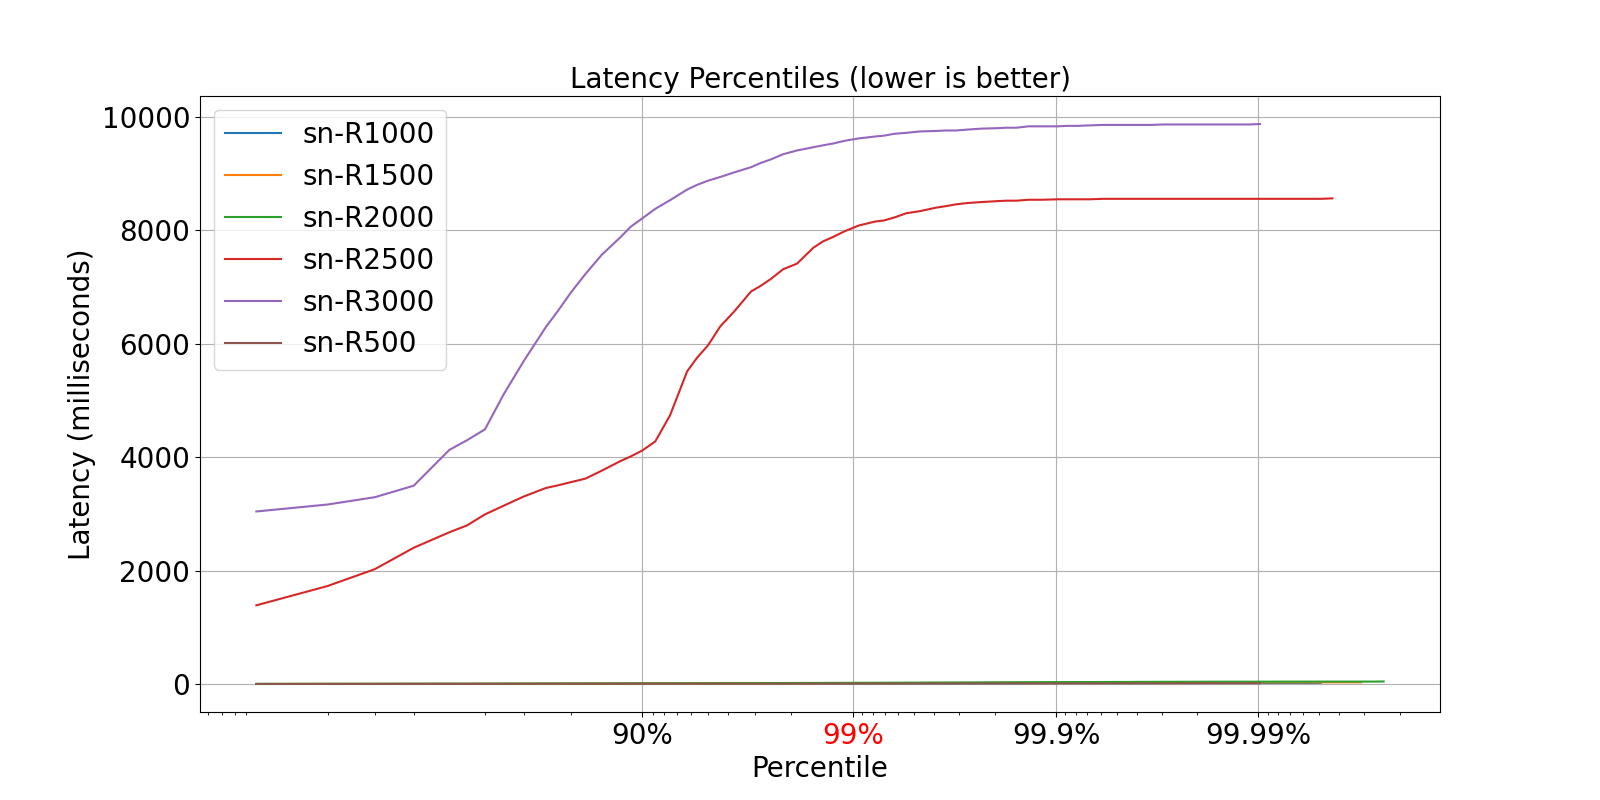 Latency Percentiles (lower is better)
10000
8000
6000
4000
2000
0
Latency (milliseconds)
sn-R1000
sn-R1500
sn-R2000
sn-R2500
sn-R3000
sn-R500
90%
99%
99.9%
99.99%
Percentile